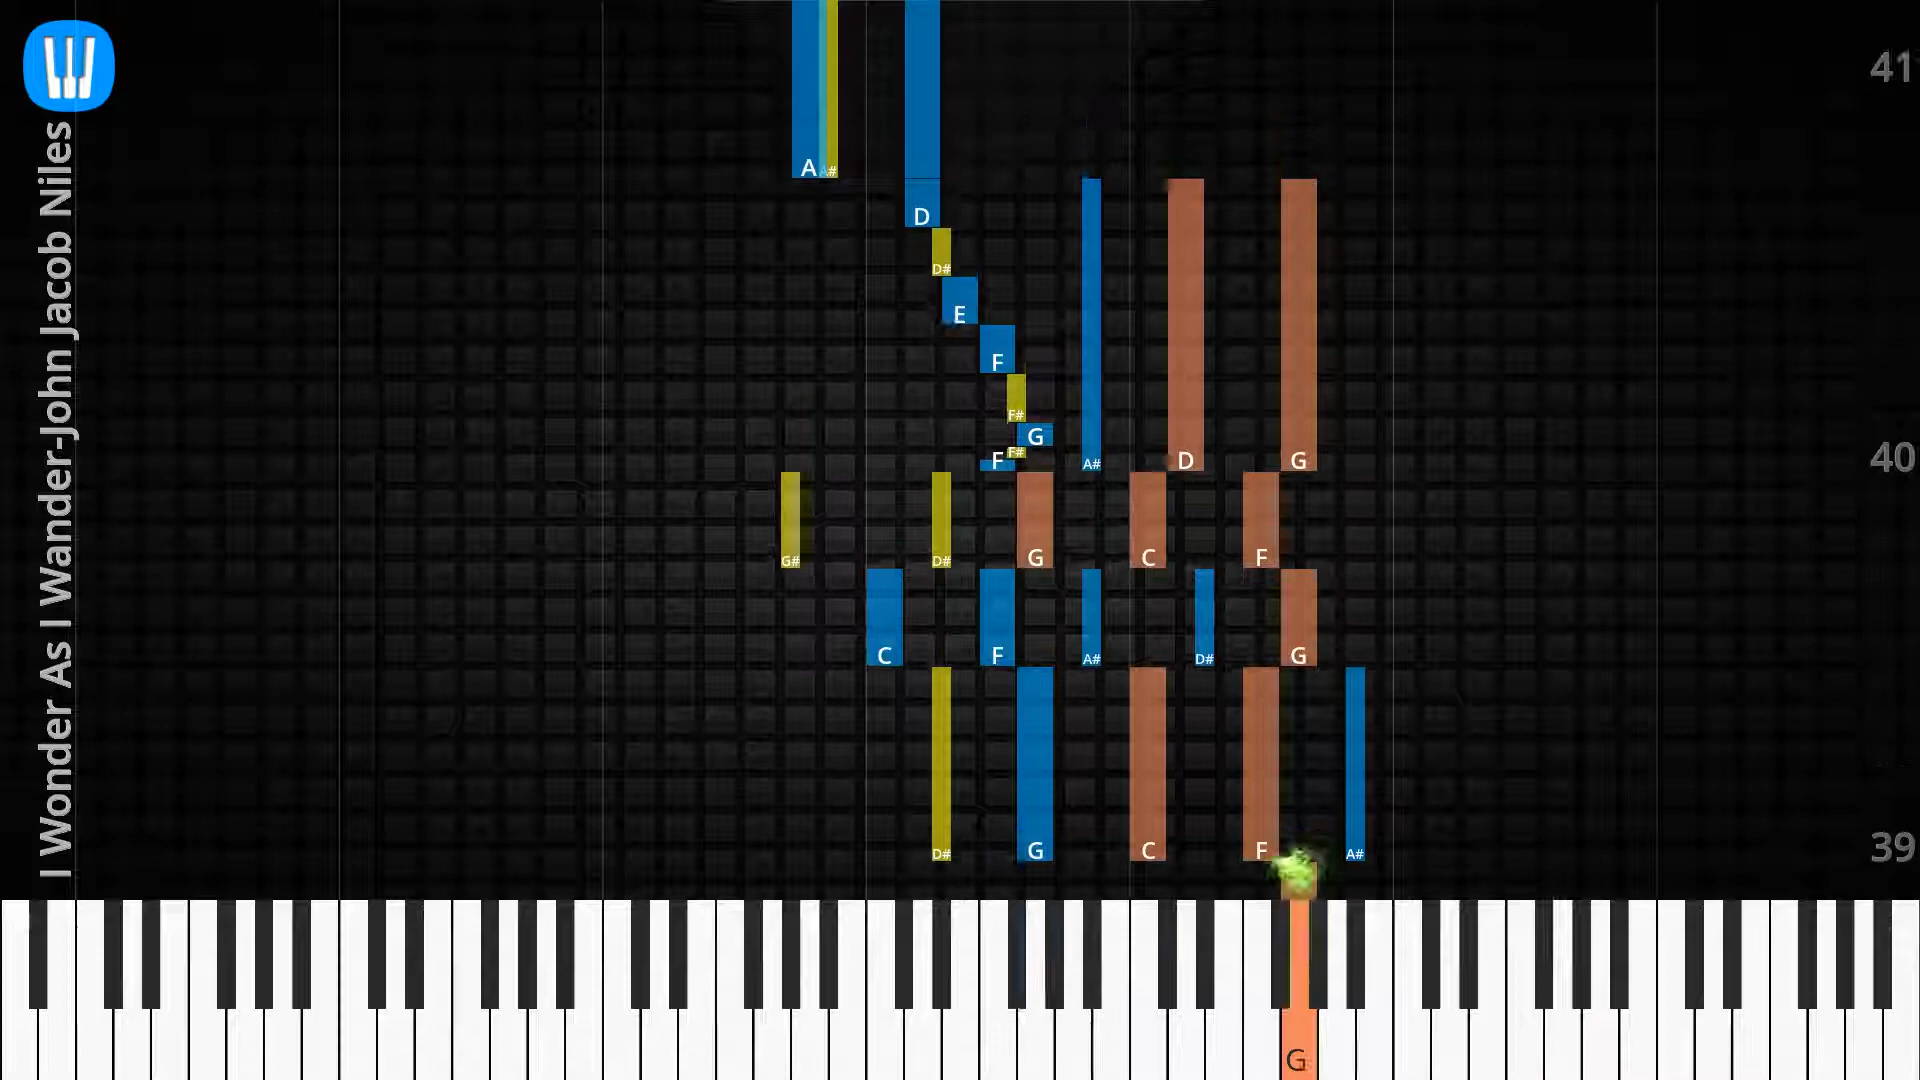 I Wonder As I Wander-John Jacob Niles
41
A A#
D
D#
E
F
F#
G
F F# A# D G
40
G# D# G C F
C F A# D# G
D# G C F A#
39
G